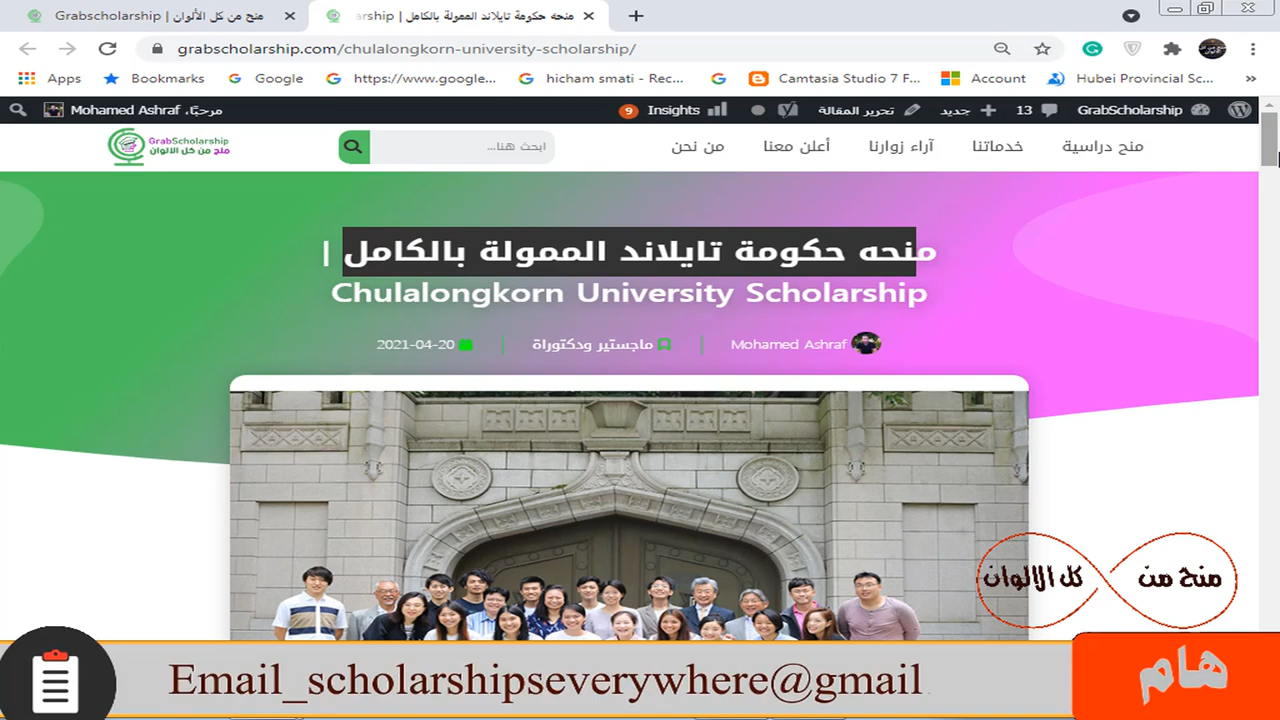 Grabscholarship | منح من كل الألوان
منحه حكومة تايلاند الممولة بالكامل | arship
grabscholarship.com/chulalongkorn-university-scholarship/
Apps
Bookmarks
Google
https://www.google...
hicham smati - Rec...
Camtasia Studio 7 F...
Account
Hubei Provincial Sc...
»
مرحبًا، Mohamed Ashraf
9 Insights
تحرير المقالة
جديد
13
GrabScholarship
GrabScholarship
منح من كل الالوان
ابحث هنا...
من نحن
أعلن معنا
آراء زوارنا
خدماتنا
منح دراسية
منحه حكومة تايلاند الممولة بالكامل |
Chulalongkorn University Scholarship
Mohamed Ashraf
ماجستير ودكتوراة
2021-04-20
منح من
كل الالوان
Email_scholarshipseverywhere@gmail
هام